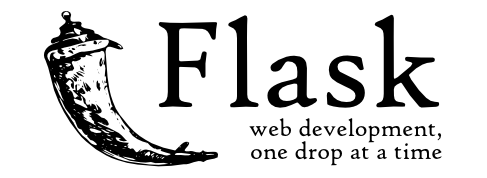 Flask
web development,
one drop at a time